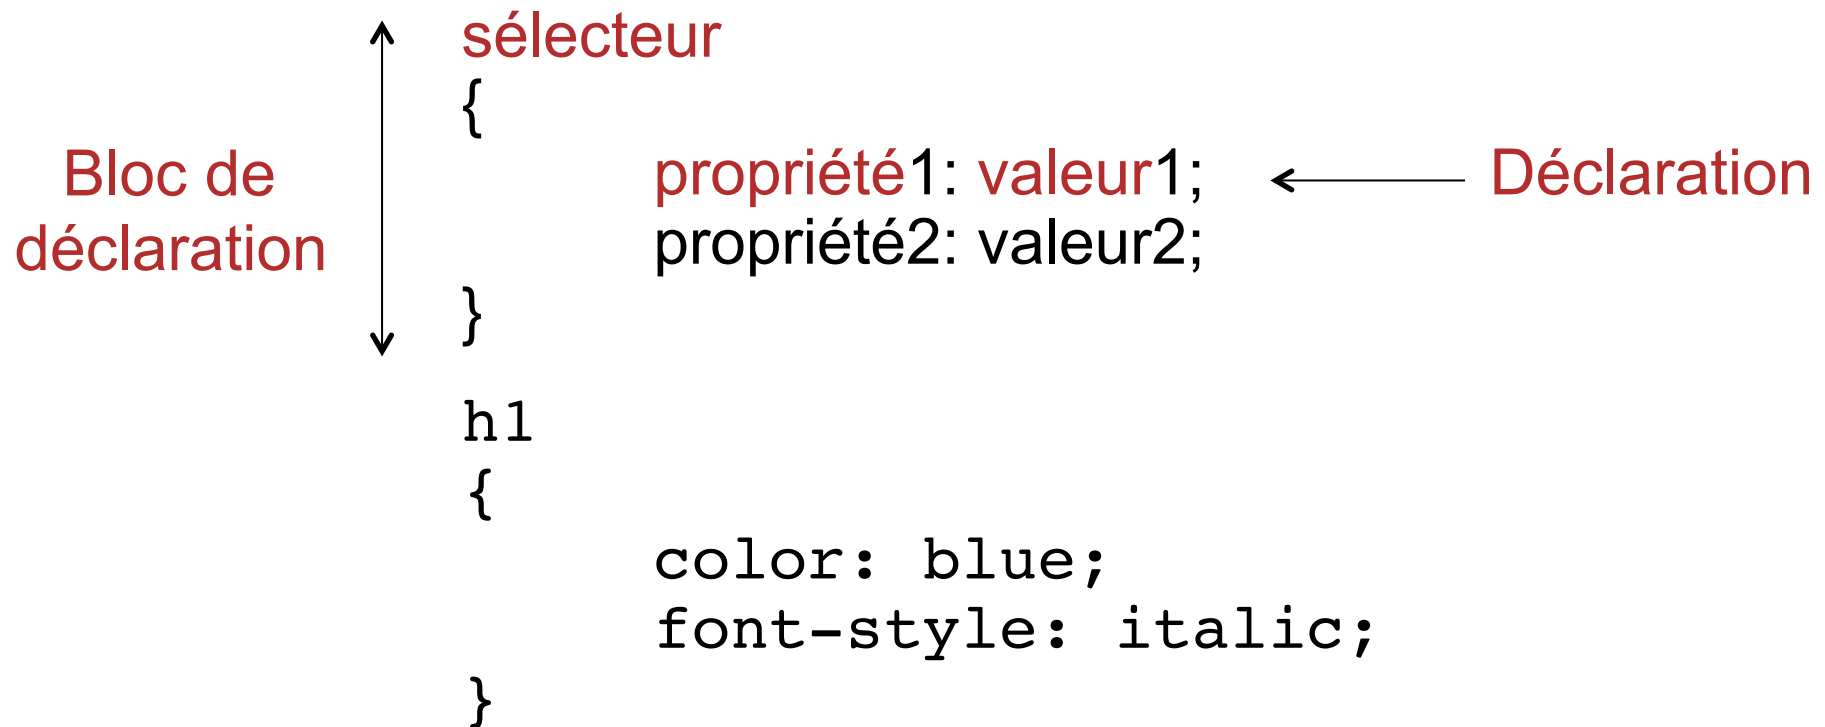 sélecteur
{
Bloc de
déclaration
propriété1: valeur1;
Déclaration
propriété2: valeur2;
}
h1
{
color: blue;
font-style: italic;
}